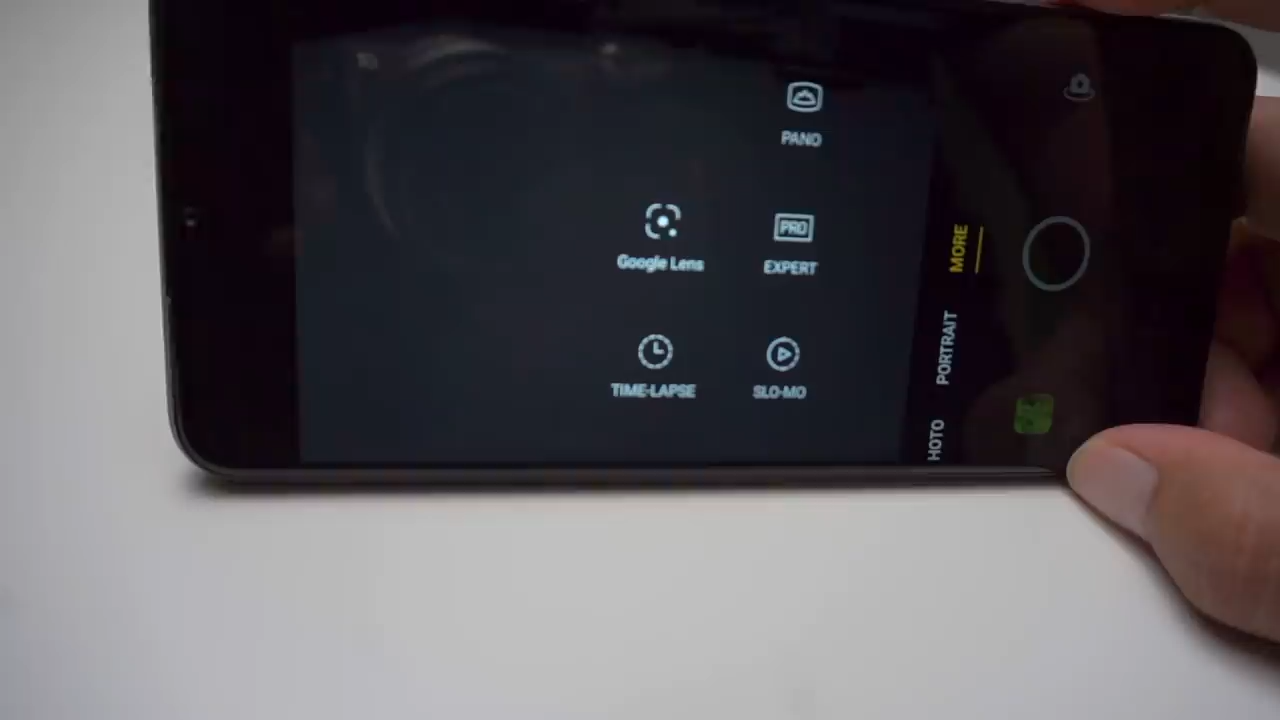 PANO
Google Lens
PRO
EXPERT
TIME-LAPSE
SLO-MO
MORE
PORTRAIT
HOTO